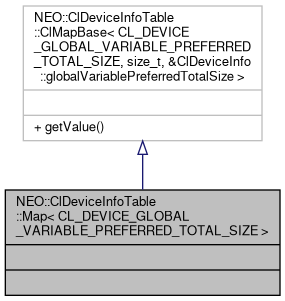 NEO::ClDeviceInfoTable
::ClMapBase< CL_DEVICE
_GLOBAL_VARIABLE_PREFERRED
_TOTAL_SIZE, size_t, &ClDeviceInfo
::globalVariablePreferredTotalSize >
+ getValue()
NEO::ClDeviceInfoTable
::Map< CL_DEVICE_GLOBAL
_VARIABLE_PREFERRED_TOTAL_SIZE >